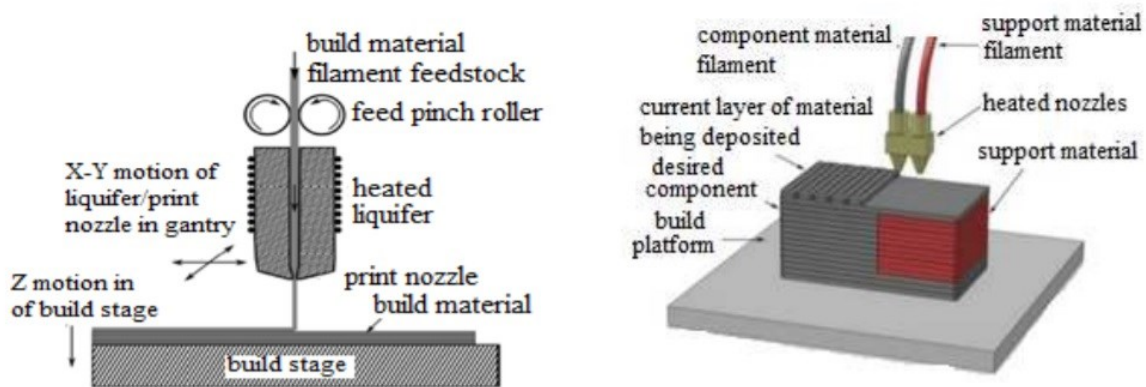 build material
filament feedstock
feed pinch roller
X-Y motion of
liquifer/print
nozzle in gantry
heated
liquifer
Z motion in
of build stage
print nozzle
build material
build stage
component material
filament
support material
filament
current layer of material
being deposited
heated nozzles
desired
component
support material
build
platform